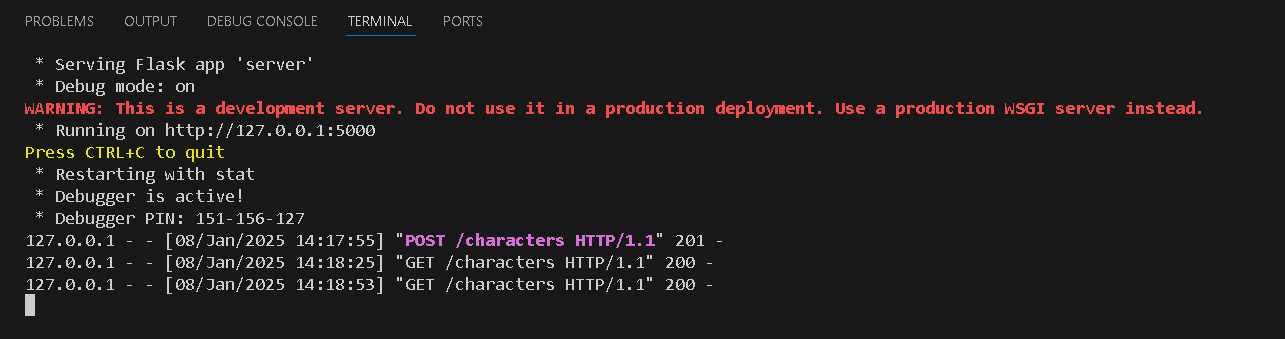 PROBLEMS OUTPUT DEBUG CONSOLE TERMINAL PORTS
* Serving Flask app 'server'
* Debug mode: on
WARNING: This is a development server. Do not use it in a production deployment. Use a production WSGI server instead.
* Running on http://127.0.0.1:5000
Press CTRL+C to quit
* Restarting with stat
* Debugger is active!
* Debugger PIN: 151-156-127
127.0.0.1 - - [08/Jan/2025 14:17:55] "POST /characters HTTP/1.1" 201 -
127.0.0.1 - - [08/Jan/2025 14:18:25] "GET /characters HTTP/1.1" 200 -
127.0.0.1 - - [08/Jan/2025 14:18:53] "GET /characters HTTP/1.1" 200 -